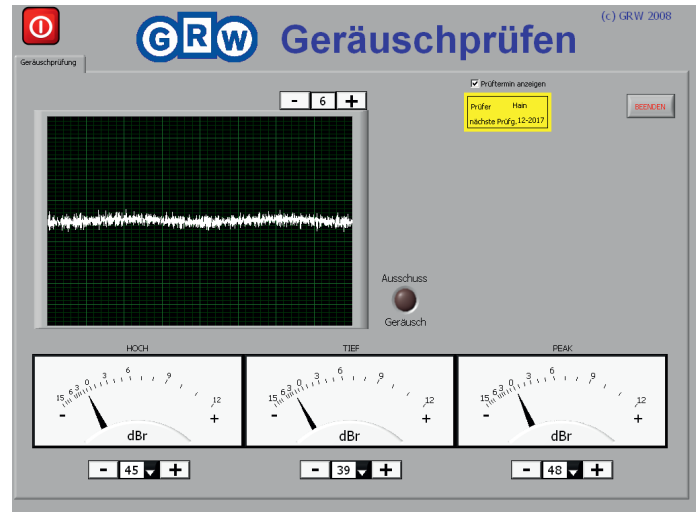 (c) GRW 2008
GRW Geräuschprüfen
Geräuschprüfung
Prüftermin anzeigen
Prüfer Hain
nächste Prüfg. 12-2017
BEENDEN
- 6 +
Ausschuss
Geräusch
HOCH
15 6 3 0 3 6 9 12
- +
dBr
- 45 +
TIEF
15 6 3 0 3 6 9 12
- +
dBr
- 39 +
PEAK
15 6 3 0 3 6 9 12
- +
dBr
- 48 +